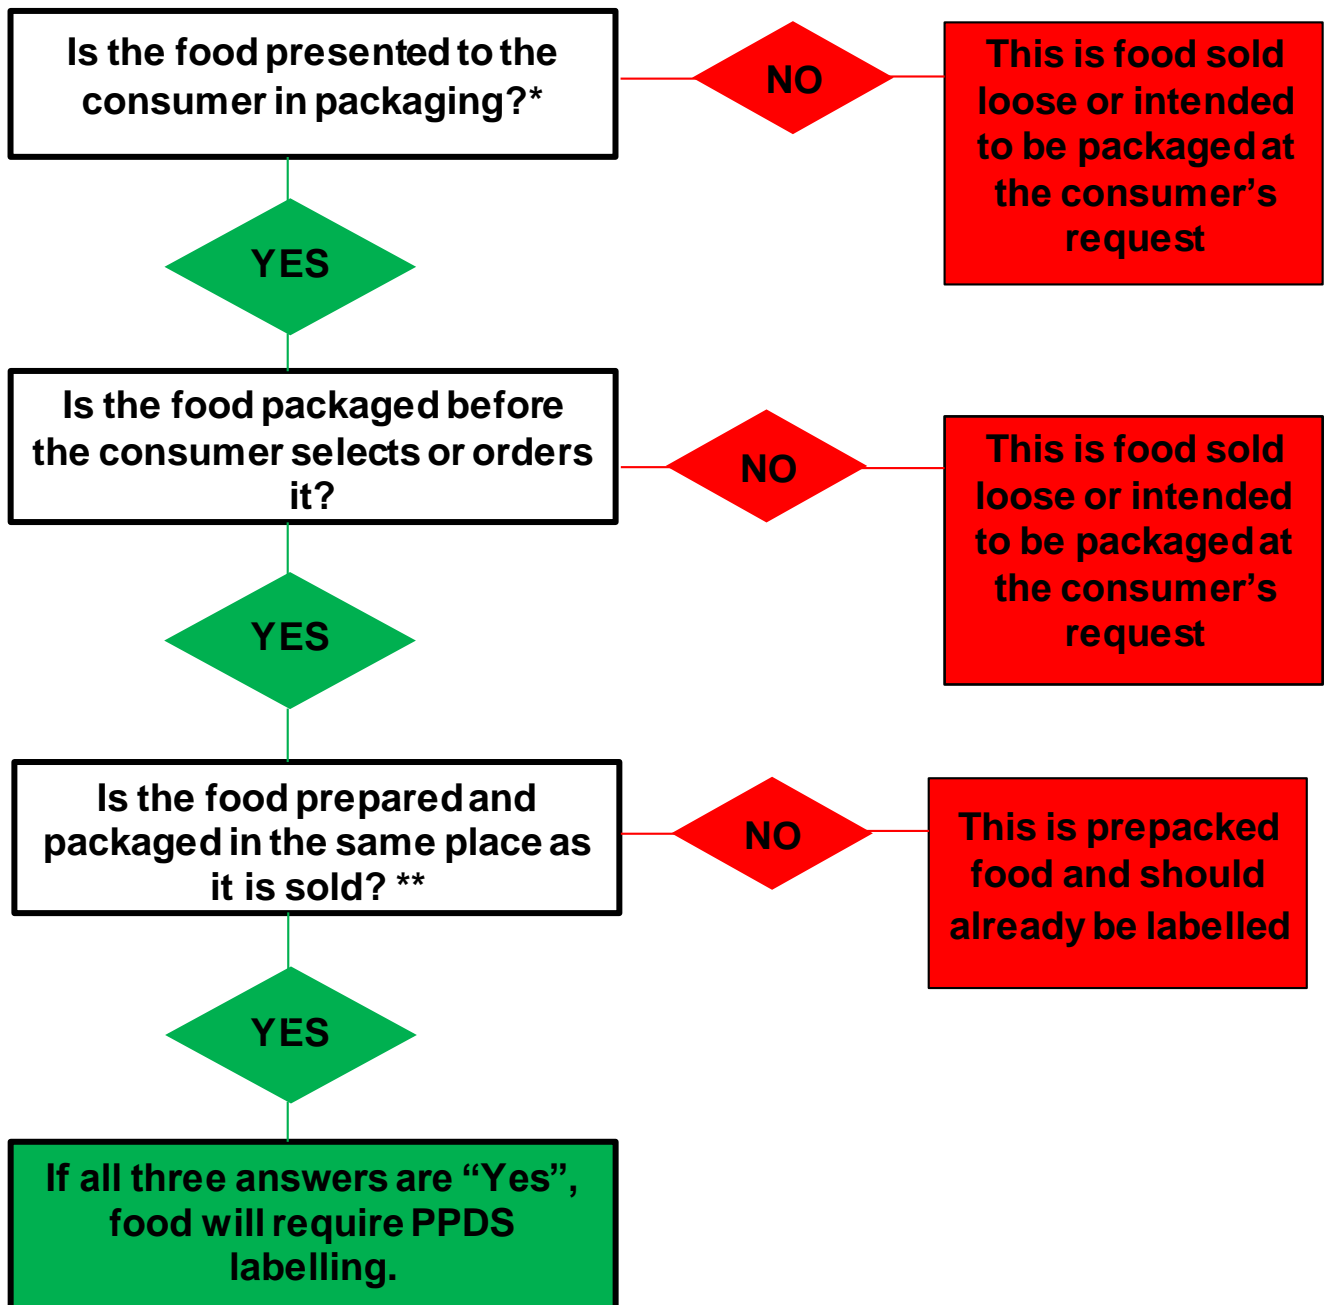 Is the food presented to the
consumer in packaging?*
NO
This is food sold
loose or intended
to be packaged at
the consumer’s
request
YES
Is the food packaged before
the consumer selects or orders
it?
NO
This is food sold
loose or intended
to be packaged at
the consumer’s
request
YES
Is the food prepared and
packaged in the same place as
it is sold? **
NO
This is prepacked
food and should
already be labelled
YES
If all three answers are “Yes”,
food will require PPDS
labelling.